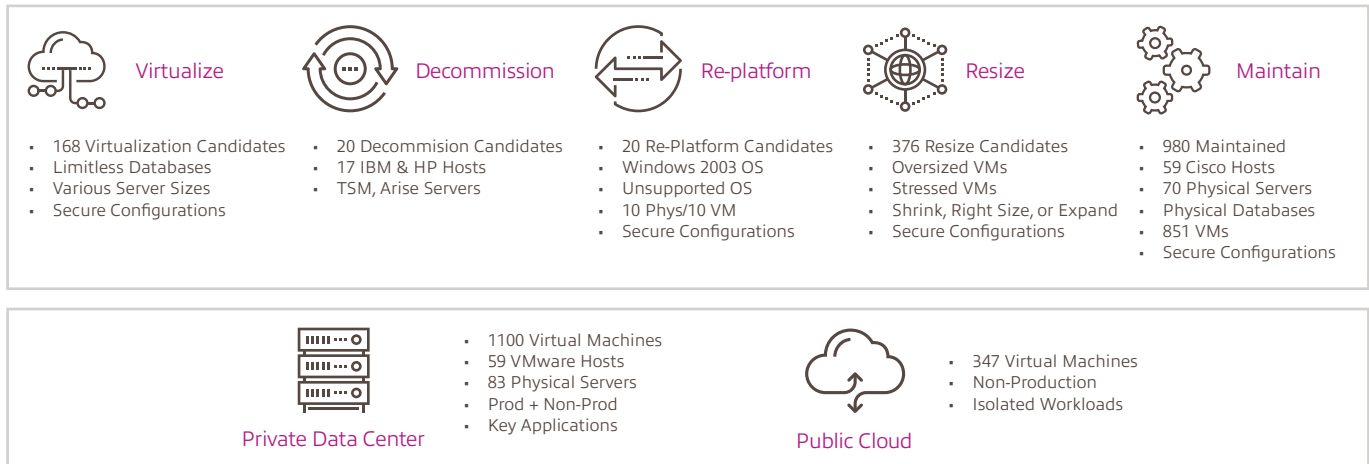 Virtualize
▪ 168 Virtualization Candidates
▪ Limitless Databases
▪ Various Server Sizes
▪ Secure Configurations
Decommission
▪ 20 Decommision Candidates
▪ 17 IBM & HP Hosts
▪ TSM, Arise Servers
Re-platform
▪ 20 Re-Platform Candidates
▪ Windows 2003 OS
▪ Unsupported OS
▪ 10 Phys/10 VM
▪ Secure Configurations
Resize
▪ 376 Resize Candidates
▪ Oversized VMs
▪ Stressed VMs
▪ Shrink, Right Size, or Expand
▪ Secure Configurations
Maintain
▪ 980 Maintained
▪ 59 Cisco Hosts
▪ 70 Physical Servers
▪ Physical Databases
▪ 851 VMs
▪ Secure Configurations
Private Data Center
▪ 1100 Virtual Machines
▪ 59 VMware Hosts
▪ 83 Physical Servers
▪ Prod + Non-Prod
▪ Key Applications
Public Cloud
▪ 347 Virtual Machines
▪ Non-Production
▪ Isolated Workloads